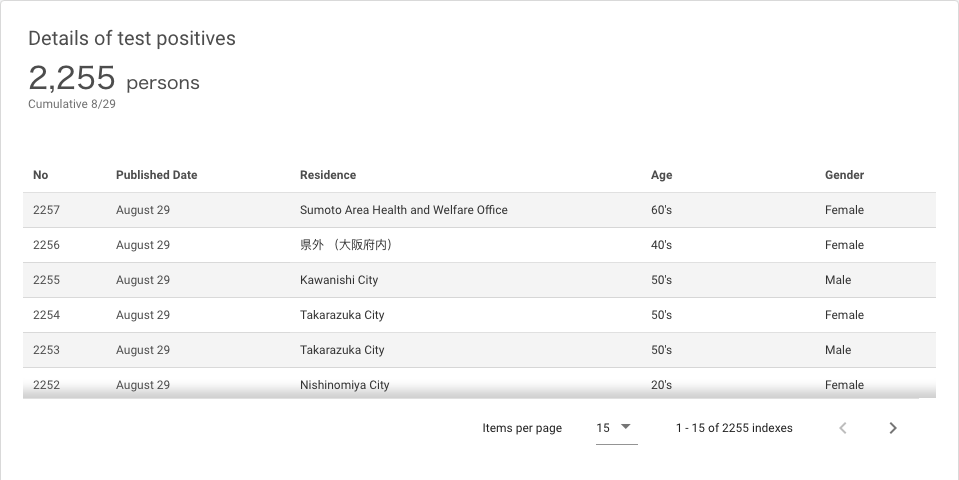 Details of test positives
2,255 persons
Cumulative 8/29
No Published Date Residence Age Gender
2257 August 29 Sumoto Area Health and Welfare Office 60's Female
2256 August 29 県外 （大阪府内） 40's Female
2255 August 29 Kawanishi City 50's Male
2254 August 29 Takarazuka City 50's Female
2253 August 29 Takarazuka City 50's Male
2252 August 29 Nishinomiya City 20's Female
Items per page 15 1 - 15 of 2255 indexes